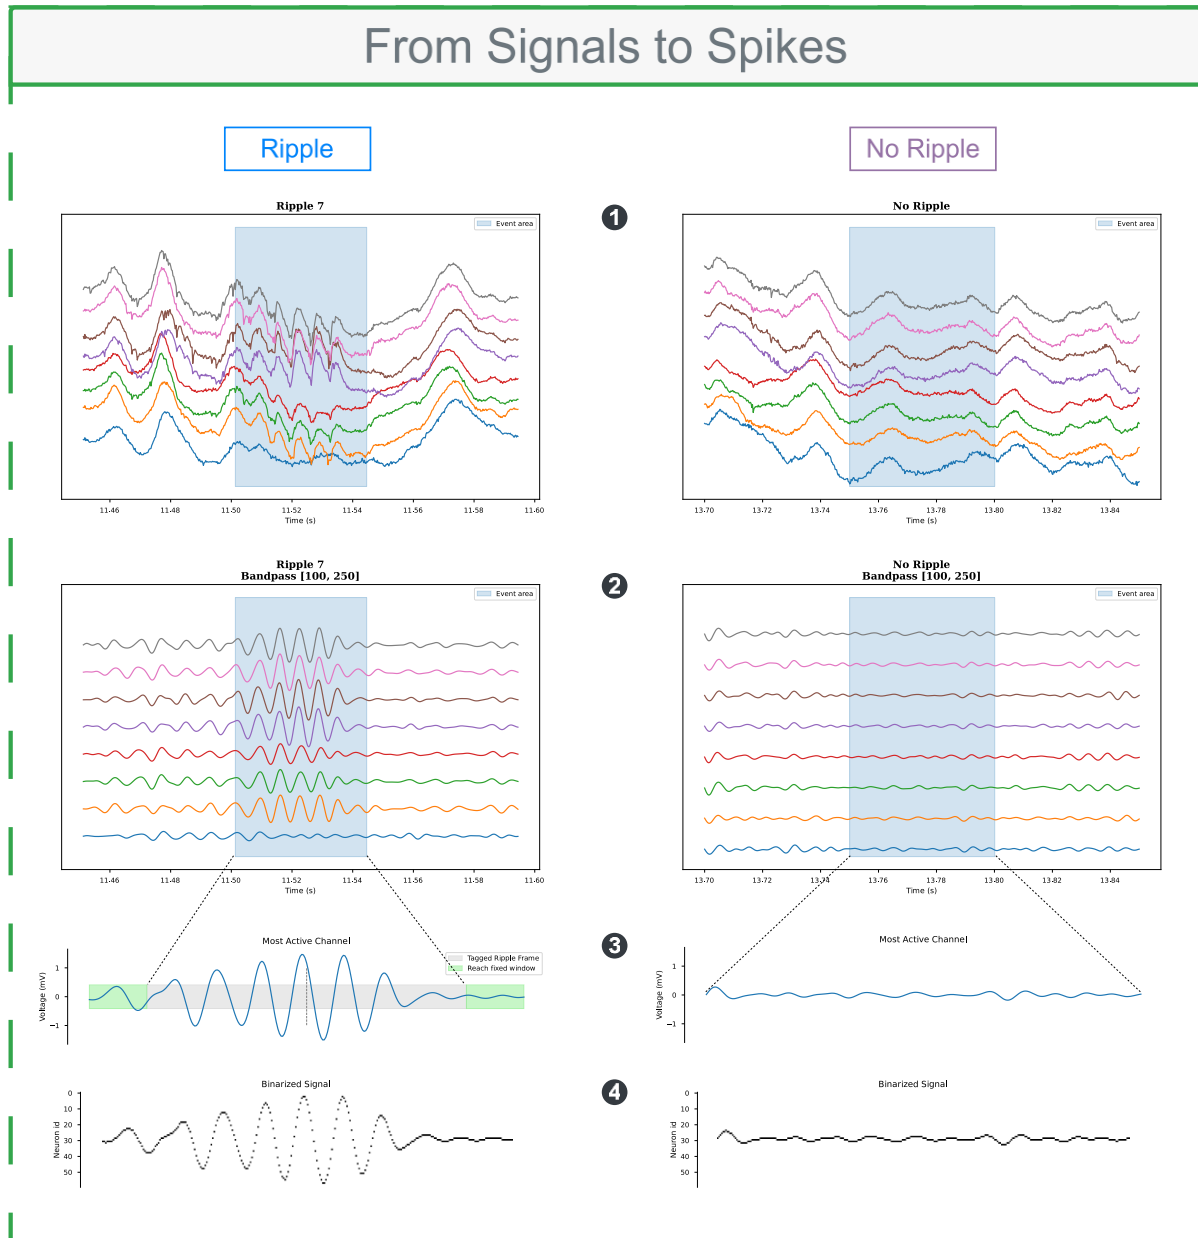 From Signals to Spikes
Ripple
No Ripple
Ripple 7
Event area
11.46 11.48 11.50 11.52 11.54 11.56 11.58 11.60
Time (s)
1
No Ripple
Event area
13.70 13.72 13.74 13.76 13.78 13.80 13.82 13.84
Time (s)
Ripple 7
Bandpass [100, 250]
Event area
11.46 11.48 11.50 11.52 11.54 11.56 11.58 11.60
Time (s)
2
No Ripple
Bandpass [100, 250]
Event area
13.70 13.72 13.74 13.76 13.78 13.80 13.82 13.84
Time (s)
Most Active Channel
Tagged Ripple Frame
Reach fixed window
Voltage (mV)
1
0
−1
3
Most Active Channel
Voltage (mV)
1
0
−1
Binarized Signal
Neuron id
0
10
20
30
40
50
4
Binarized Signal
Neuron id
0
10
20
30
40
50